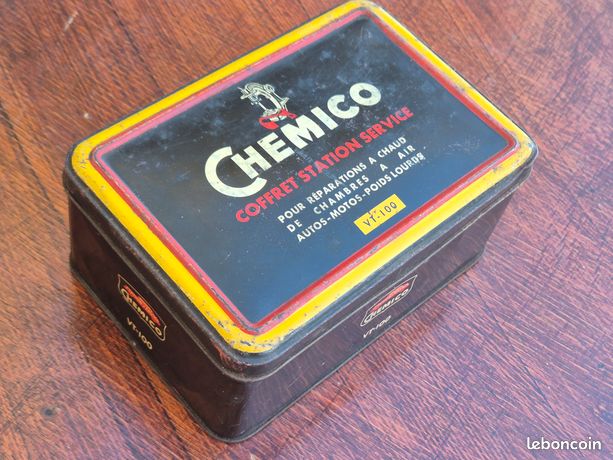 CHEMICO
COFFRET STATION SERVICE
POUR RÉPARATIONS A CHAUD
DE CHAMBRES A AIR
AUTOS-MOTOS-POIDS LOURDS
VT-100
CHEMICO
VT-100
CHEMICO
VT-100
leboncoin